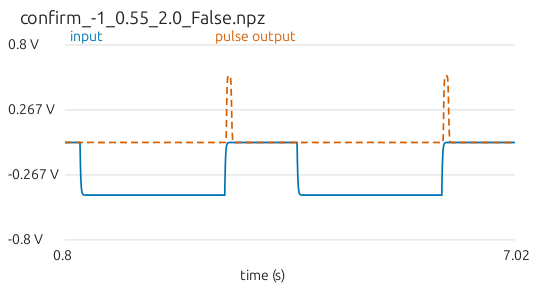 confirm_-1_0.55_2.0_False.npz
0.8 V
input
pulse output
0.267 V
-0.267 V
-0.8 V
0.8
7.02
time (s)